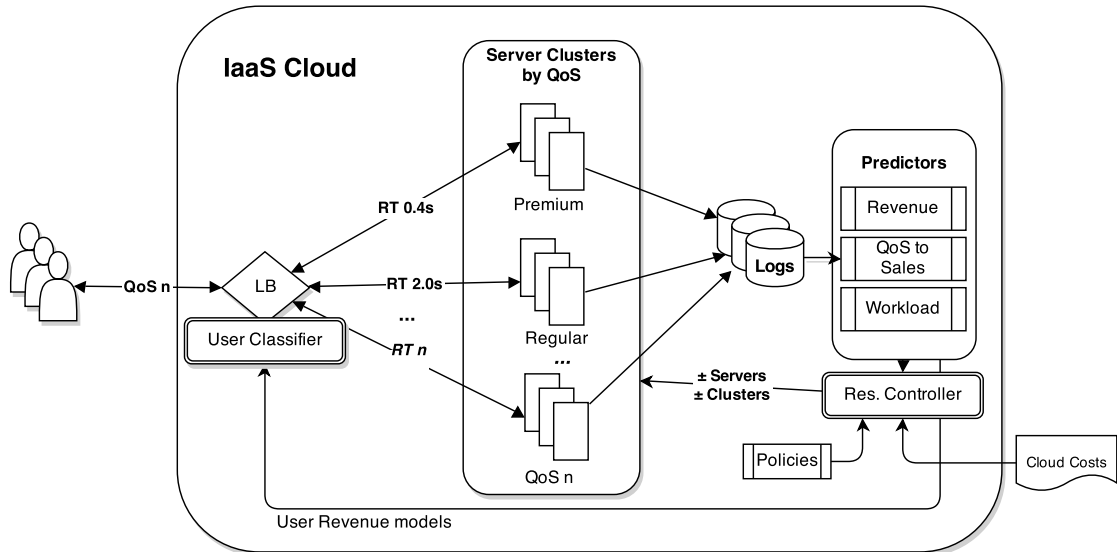 IaaS Cloud
Server Clusters
by QoS
Premium
RT 0.4s
Predictors
Revenue
QoS to
Sales
Workload
Logs
QoS n
LB
RT 2.0s
...
User Classifier
RT n
Regular
...
QoS n
± Servers
± Clusters
Res. Controller
Policies
Cloud Costs
User Revenue models